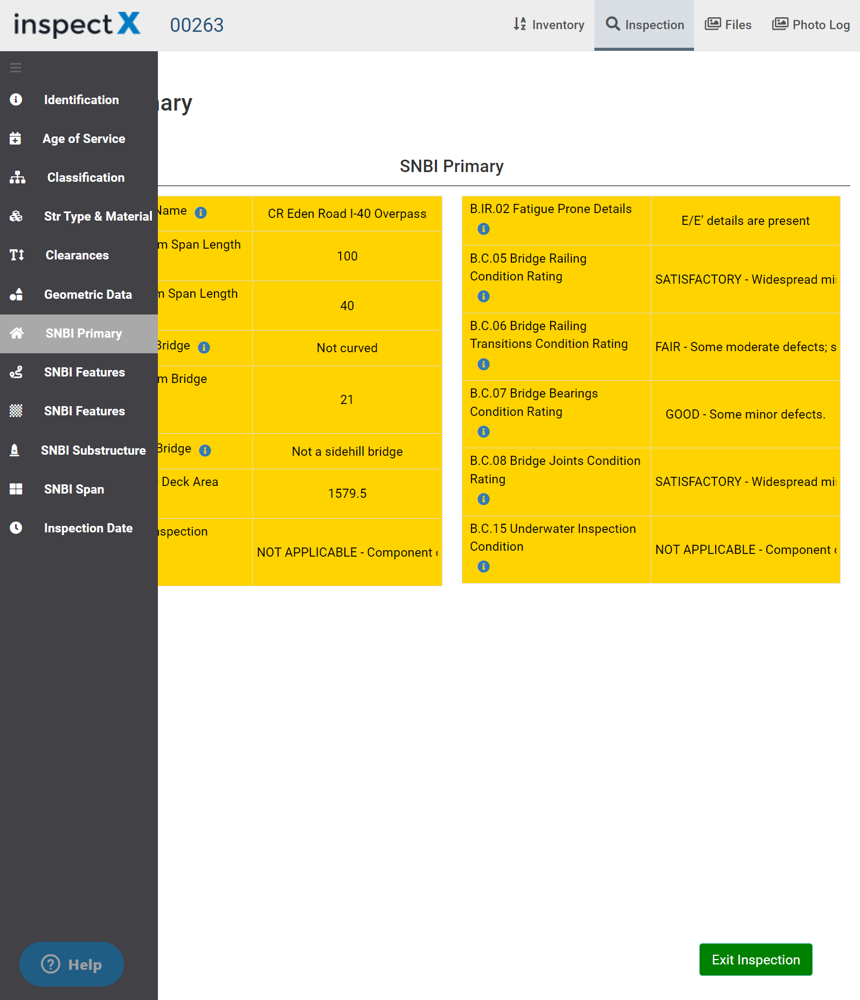 inspectX
00263
Inventory
Inspection
Files
Photo Log
Identification
Age of Service
Classification
Str Type & Material
Clearances
Geometric Data
SNBI Primary
SNBI Features
SNBI Features
SNBI Substructure
SNBI Span
Inspection Date
Help
SNBI Primary
Name
CR Eden Road I-40 Overpass
Span Length
100
Span Length
40
Bridge
Not curved
Bridge
21
Bridge
Not a sidehill bridge
Deck Area
1579.5
NOT APPLICABLE - Component
B.IR.02 Fatigue Prone Details
E/E’ details are present
B.C.05 Bridge Railing
Condition Rating
SATISFACTORY - Widespread
B.C.06 Bridge Railing
Transitions Condition Rating
FAIR - Some moderate defects;
B.C.07 Bridge Bearings
Condition Rating
GOOD - Some minor defects.
B.C.08 Bridge Joints Condition
Rating
SATISFACTORY - Widespread
B.C.15 Underwater Inspection
Condition
NOT APPLICABLE - Component
Exit Inspection